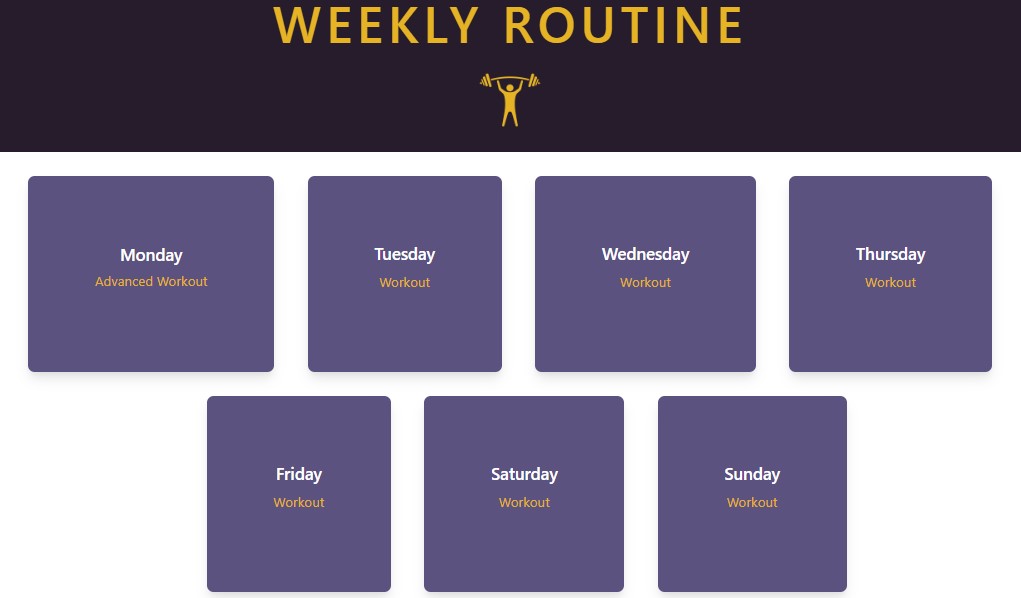 WEEKLY ROUTINE
Monday
Advanced Workout
Tuesday
Workout
Wednesday
Workout
Thursday
Workout
Friday
Workout
Saturday
Workout
Sunday
Workout